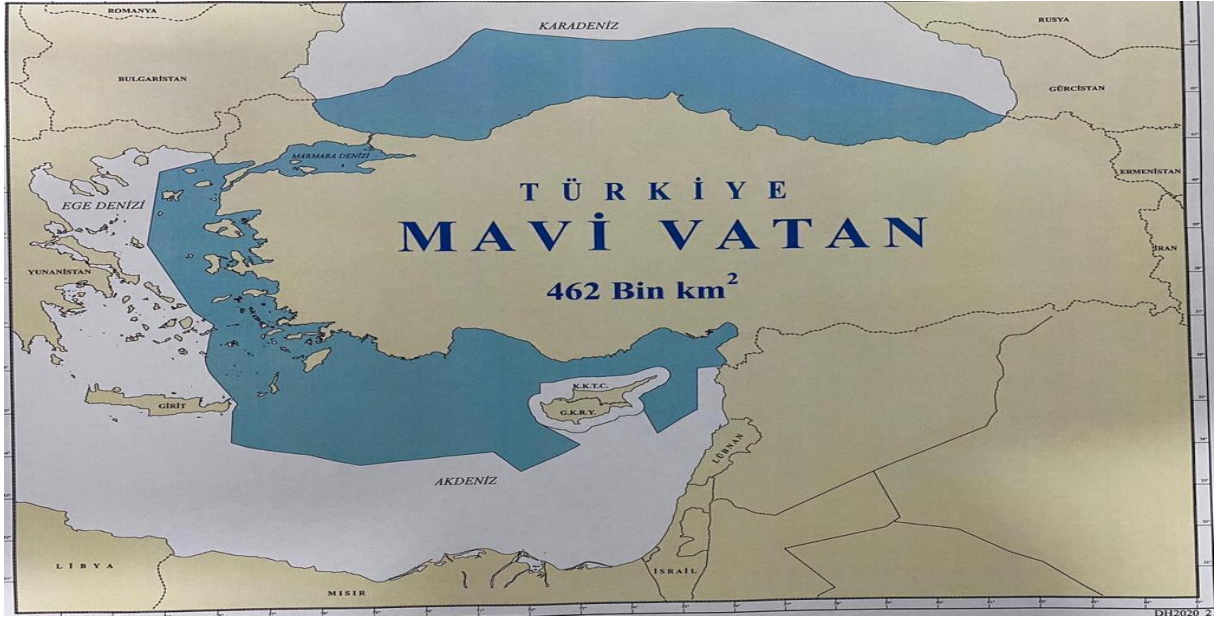 ROMANYA
KARADENİZ
RUSYA
BULGARİSTAN
GÜRCİSTAN
MARMARA DENİZİ
ERMENİSTAN
EGE DENİZİ
TÜRKİYE
MAVİ VATAN
462 Bin km²
İRAN
YUNANİSTAN
K.K.T.C.
GİRİT
G.K.R.Y.
LÜBNAN
AKDENİZ
LİBYA
İSRAİL
MISIR
DH2020_2